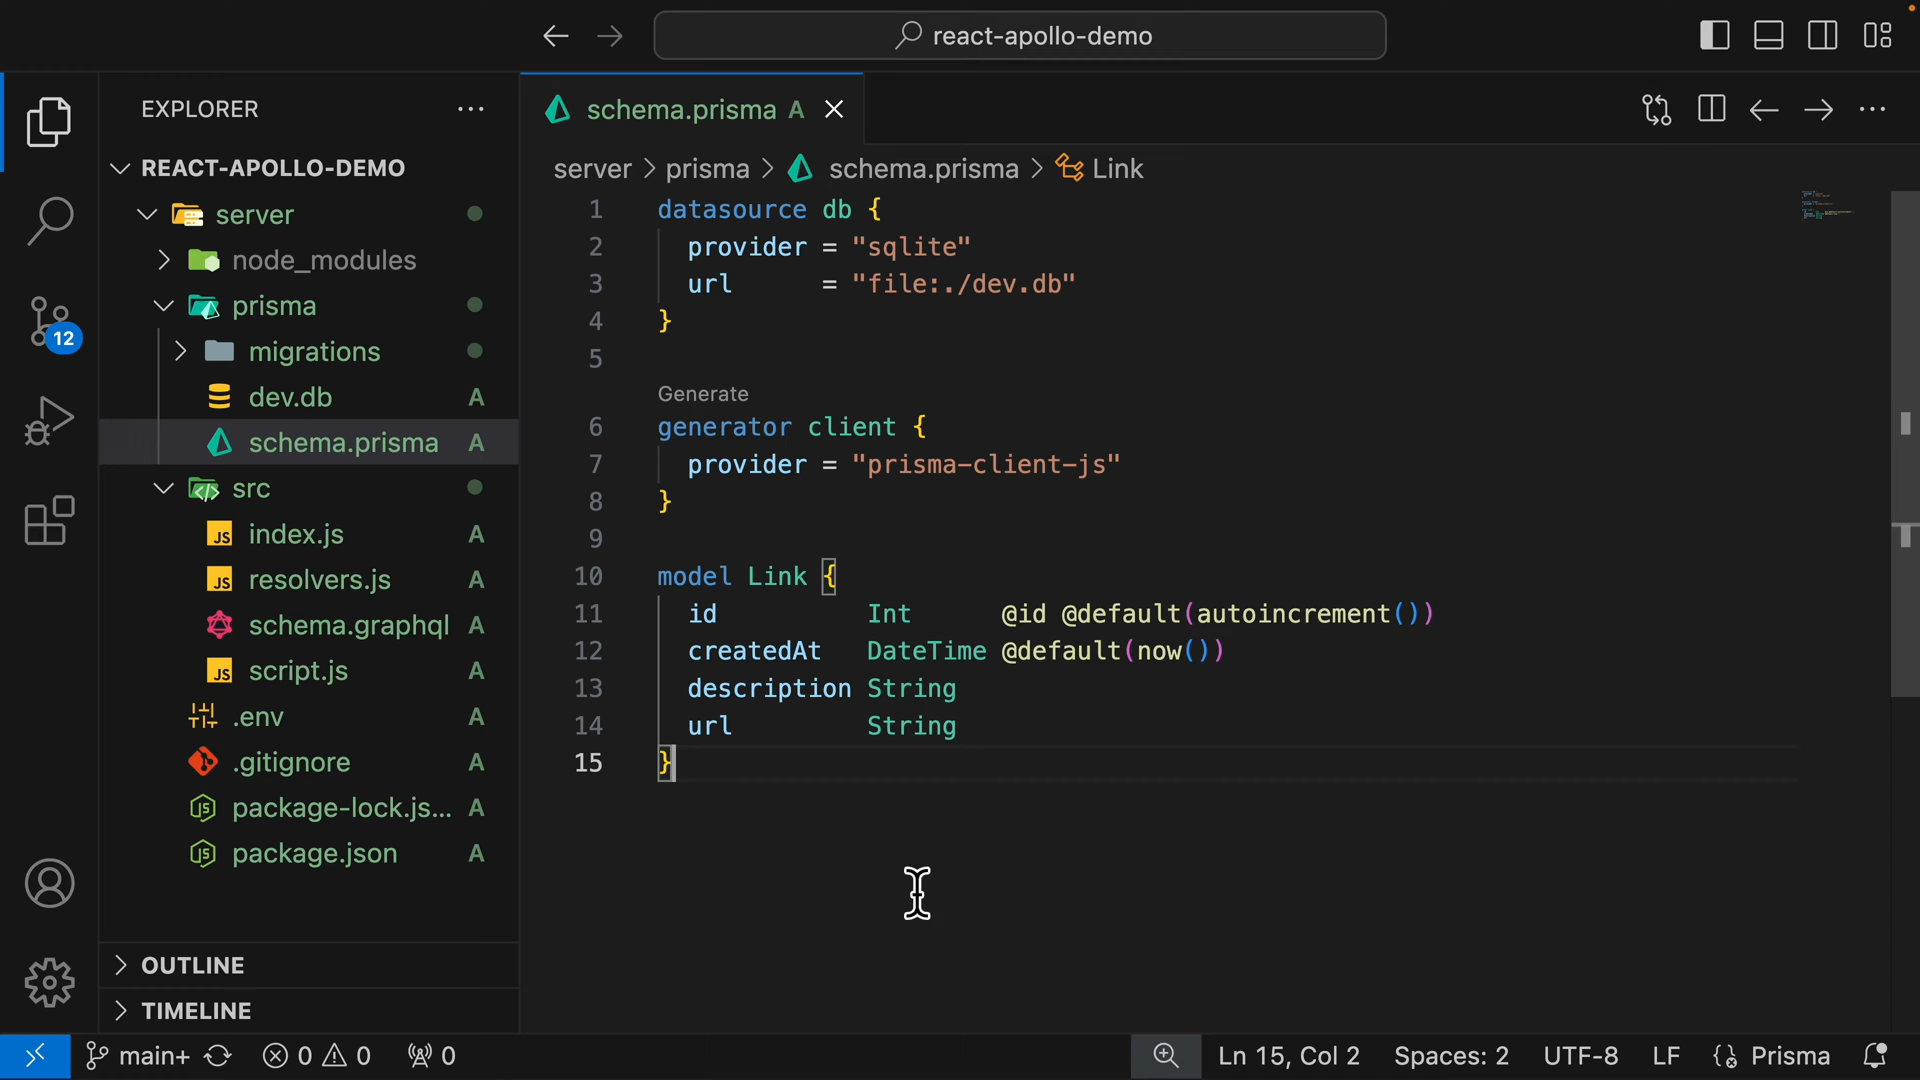 react-apollo-demo
EXPLORER
schema.prisma A
REACT-APOLLO-DEMO
server > prisma > schema.prisma > Link
server
node_modules
prisma
migrations
dev.db A
schema.prisma A
src
index.js A
resolvers.js A
schema.graphql A
script.js A
.env A
.gitignore A
package-lock.js... A
package.json A
OUTLINE
TIMELINE
12
1 datasource db {
2 provider = "sqlite"
3 url = "file:./dev.db"
4 }
5
Generate
6 generator client {
7 provider = "prisma-client-js"
8 }
9
10 model Link {
11 id Int @id @default(autoincrement())
12 createdAt DateTime @default(now())
13 description String
14 url String
15 }
main+ 0 0 0 Ln 15, Col 2 Spaces: 2 UTF-8 LF Prisma